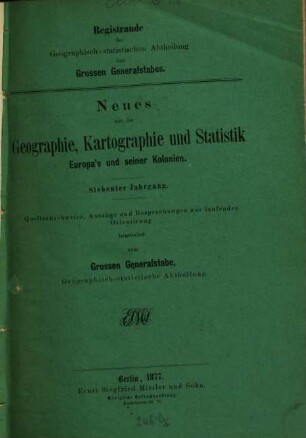 Registrande
der
Geographisch-statistischen Abtheilung
des
Grossen Generalstabes.
Neues
aus der
Geographie, Kartographie und Statistik
Europa's und seiner Kolonien.
Siebenter Jahrgang.
Quellennachweise, Auszüge und Besprechungen zur laufenden
Orientirung
bearbeitet
vom
Grossen Generalstabe,
Geographisch-statistische Abtheilung
Berlin, 1877.
Ernst Siegfried Mittler und Sohn.
Königliche Hofbuchhandlung